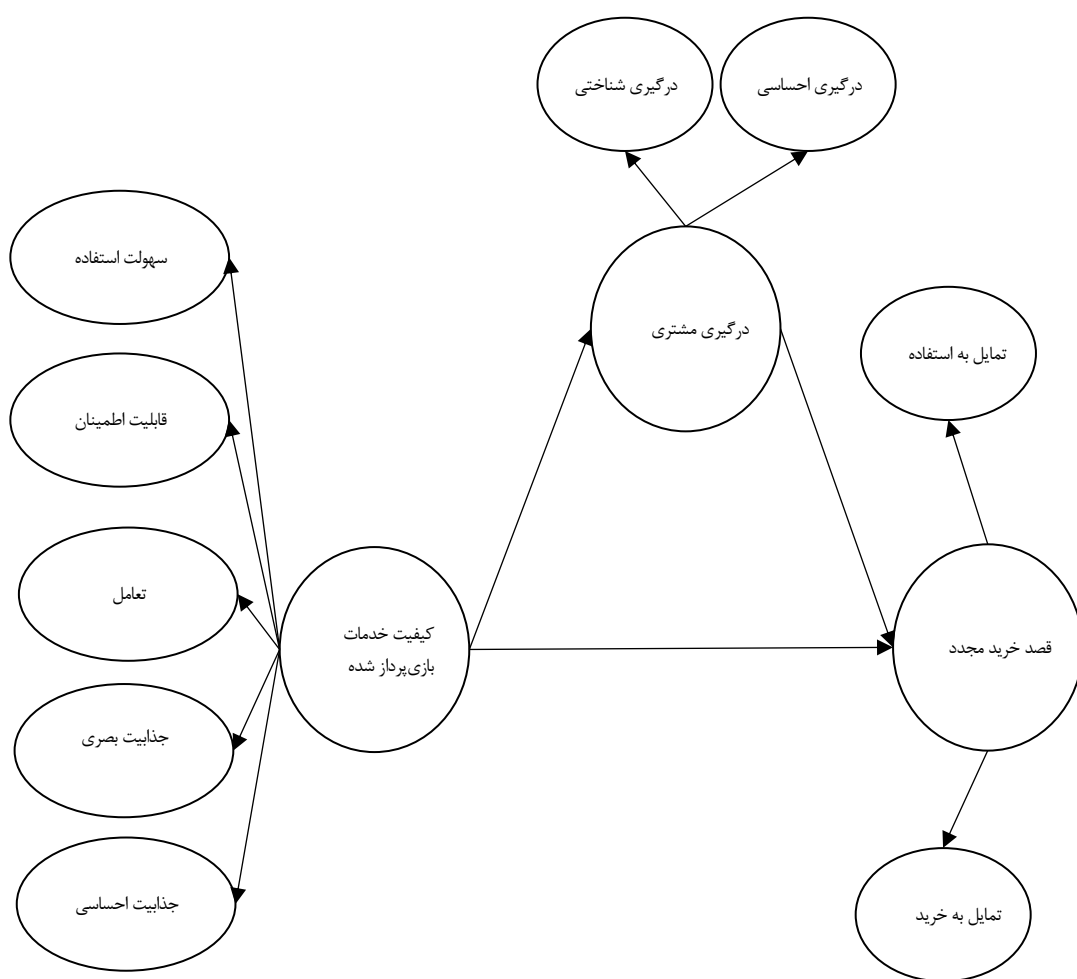 درگیری احساسی
درگیری شناختی
سهولت استفاده
درگیری مشتری
تمایل به استفاده
قابلیت اطمینان
تعامل
کیفیت خدمات
بازی‌پرداز شده
قصد خرید مجدد
جذابیت بصری
جذابیت احساسی
تمایل به خرید